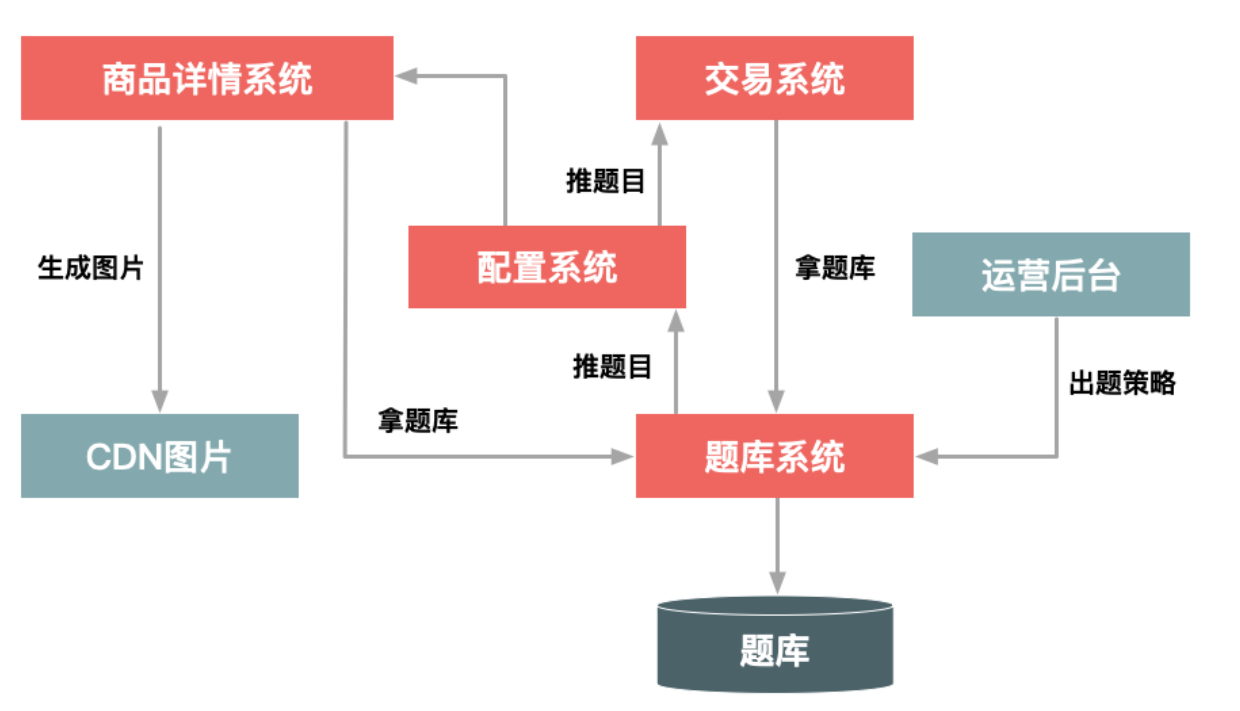 商品详情系统
交易系统
推题目
配置系统
生成图片
拿题库
运营后台
推题目
出题策略
拿题库
CDN图片
题库系统
题库